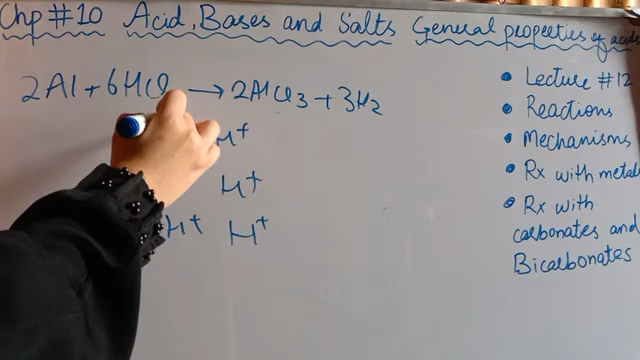 Chp #10 Acid, Bases and Salts General properties of acids
2Al + 6HCl → 2AlCl3 + 3H2
H+
H+
H+ H+
• Lecture #12
• Reactions
• Mechanisms
• Rx with metals
• Rx with
carbonates and
Bicarbonates